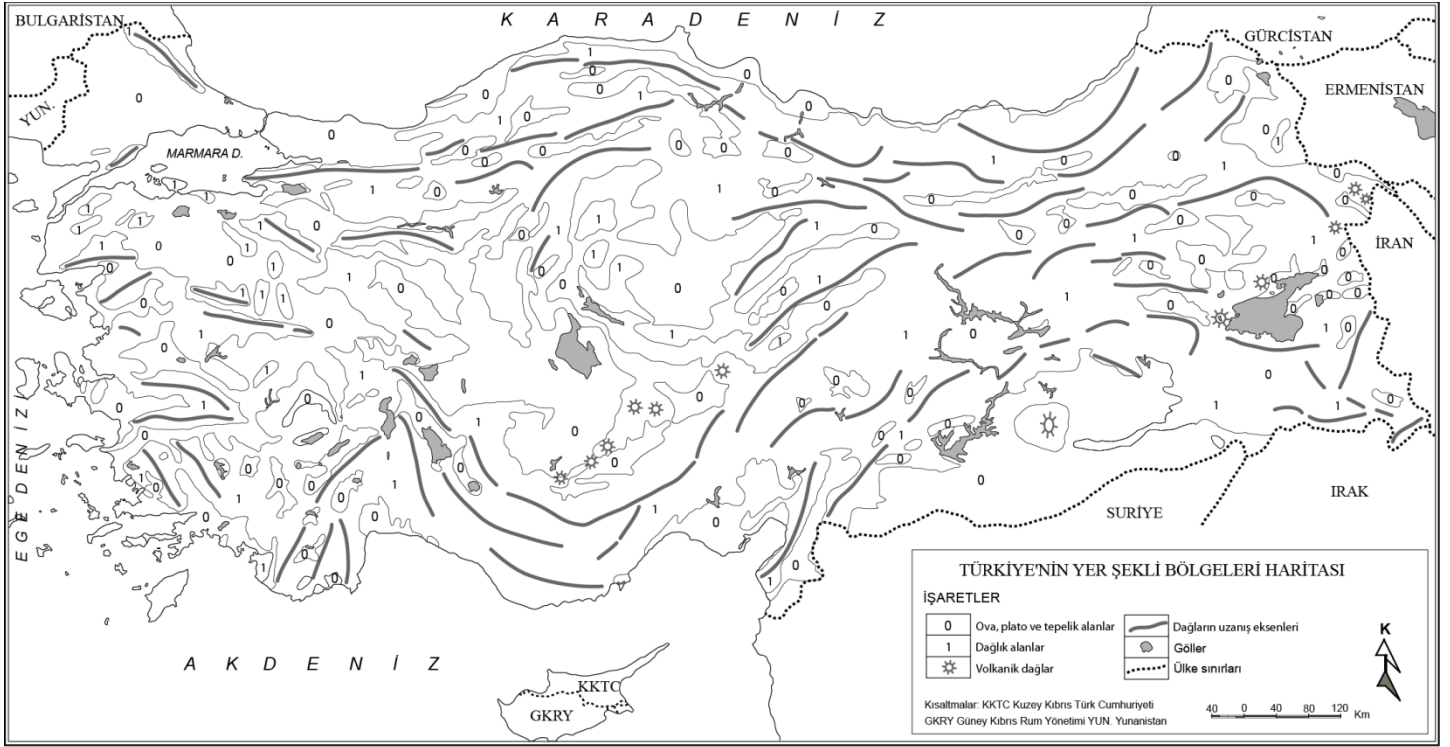 K A R A D E N İ Z
BULGARİSTAN
GÜRCİSTAN
YUN.
ERMENİSTAN
MARMARA D.
İRAN
EGE DENİZİ
IRAK
SURİYE
A K D E N İ Z
KKTC
GKRY
TÜRKİYE'NİN YER ŞEKLİ BÖLGELERİ HARİTASI
İŞARETLER
0 Ova, plato ve tepelik alanlar
1 Dağlık alanlar
Volkanik dağlar
Dağların uzanış eksenleri
Göller
Ülke sınırları
K
Kısaltmalar: KKTC Kuzey Kıbrıs Türk Cumhuriyeti
GKRY Güney Kıbrıs Rum Yönetimi YUN. Yunanistan
40 0 40 80 120 Km